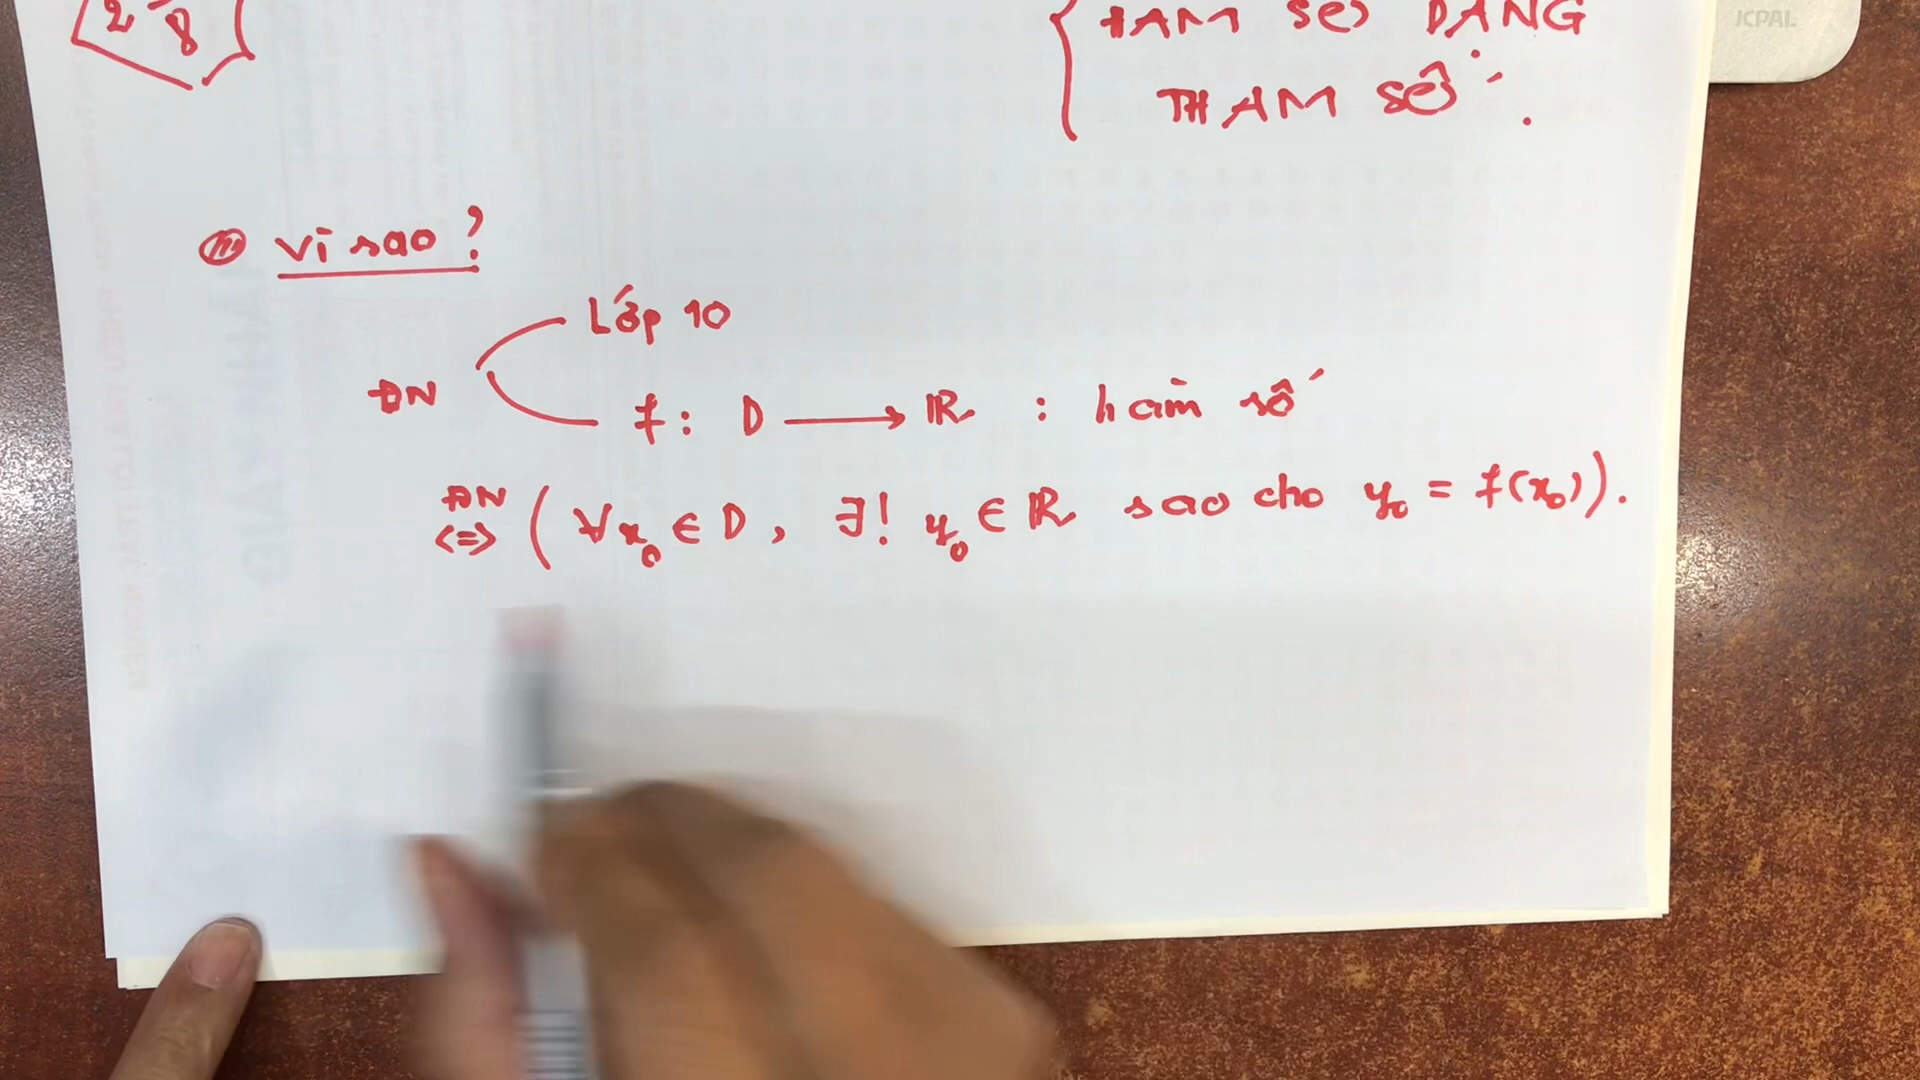 2 8
HÀM SỐ DẠNG
JCPAL
THAM SỐ.
Vì sao?
Lớp 10
ĐN
f: D ⟶ ℝ : hàm số
ĐN
<=> ( ∀x₀ ∈ D, ∃! y₀ ∈ ℝ sao cho y₀ = f(x₀)).